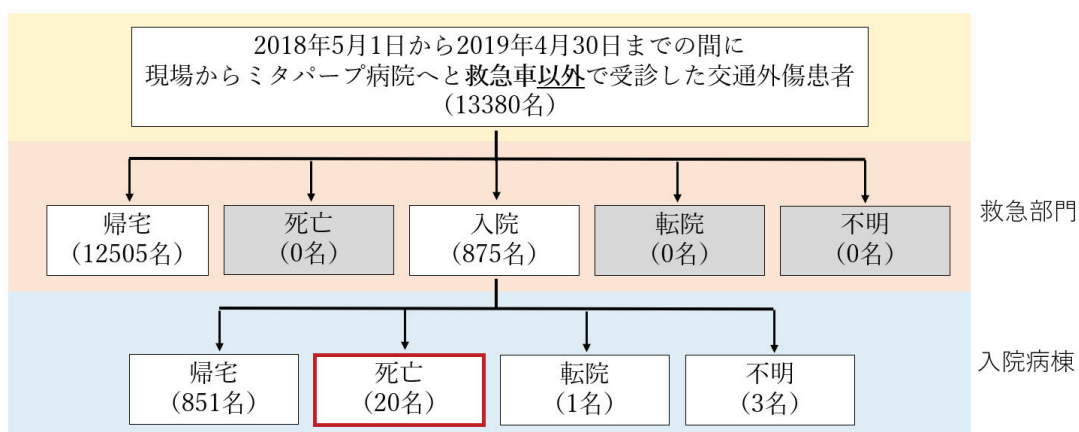 2018年5月1日から2019年4月30日までの間に
現場からミタパープ病院へと救急車以外で受診した交通外傷患者
(13380名)
帰宅
(12505名)
死亡
(0名)
入院
(875名)
転院
(0名)
不明
(0名)
救急部門
帰宅
(851名)
死亡
(20名)
転院
(1名)
不明
(3名)
入院病棟